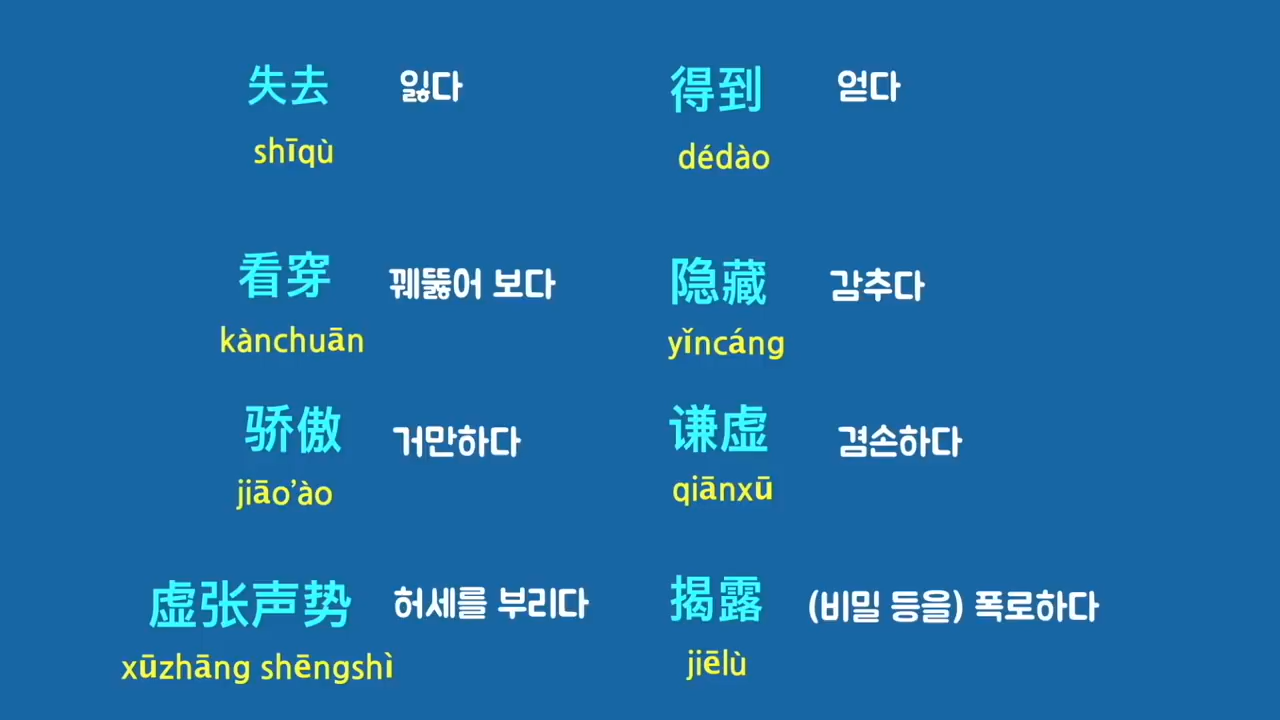 失去 잃다
shīqù
得到 얻다
dédào
看穿 꿰뚫어 보다
kànchuān
隐藏 감추다
yǐncáng
骄傲 거만하다
jiāo’ào
谦虚 겸손하다
qiānxū
虚张声势 허세를 부리다
xūzhāng shēngshì
揭露 (비밀 등을) 폭로하다
jiēlù